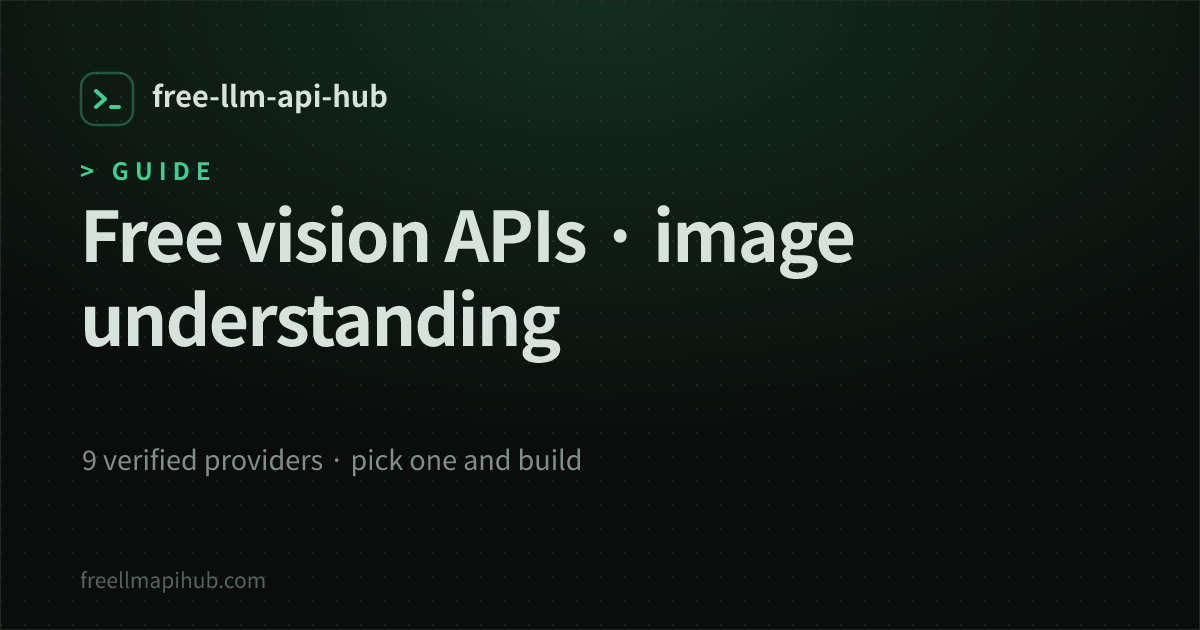 >_ free-llm-api-hub
> GUIDE
Free vision APIs · image
understanding
9 verified providers · pick one and build
freellmapihub.com